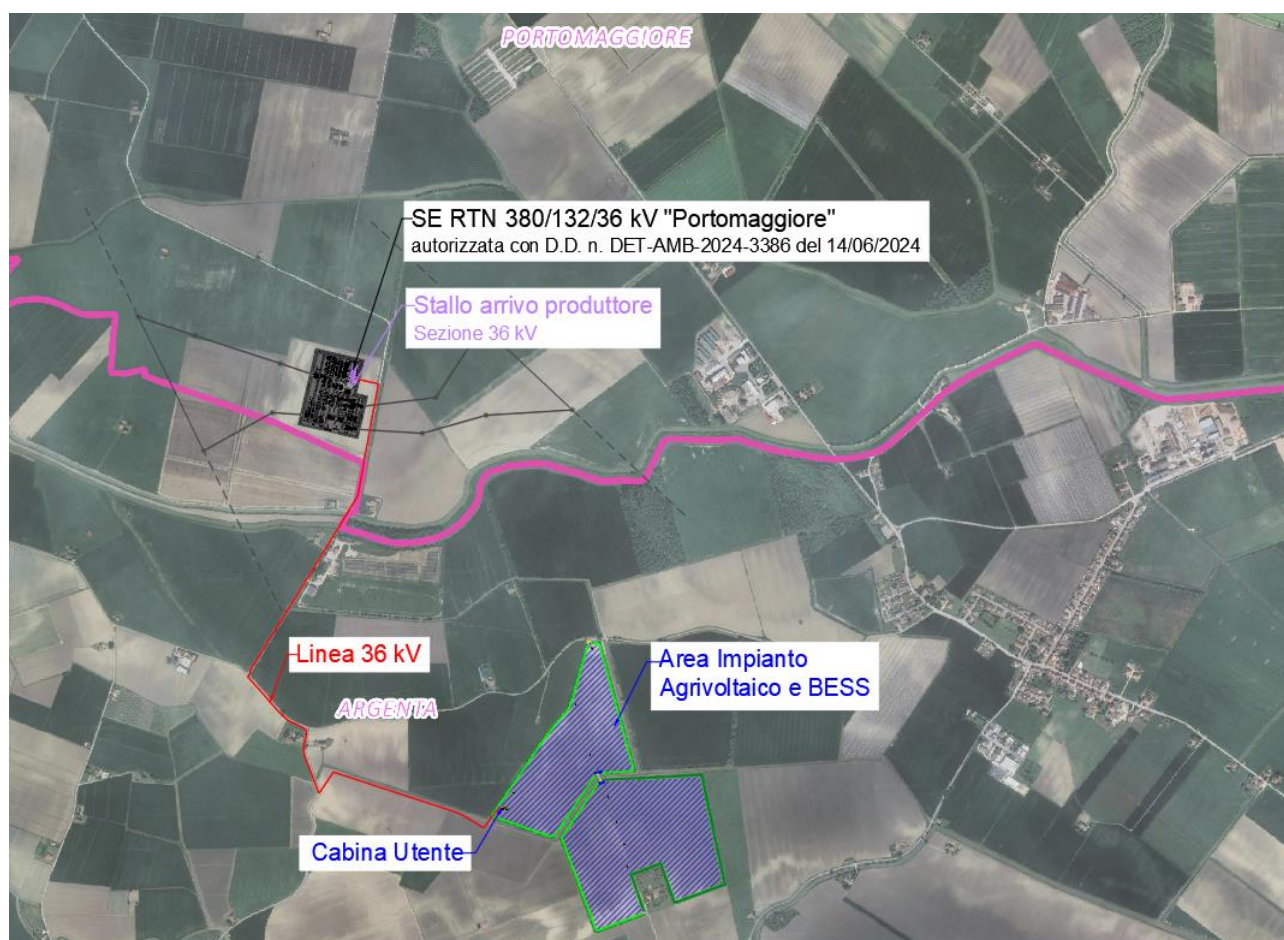 PORTOMAGGIORE
SE RTN 380/132/36 kV "Portomaggiore"
autorizzata con D.D. n. DET-AMB-2024-3386 del 14/06/2024
Stallo arrivo produttore
Sezione 36 kV
Linea 36 kV
Area Impianto
Agrivoltaico e BESS
ARGENTA
Cabina Utente